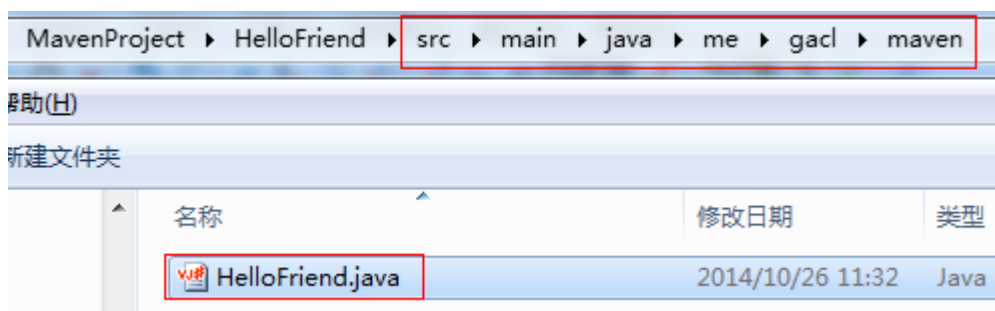 MavenProject ▸ HelloFriend ▸ src ▸ main ▸ java ▸ me ▸ gacl ▸ maven
帮助(H)
新建文件夹
名称 修改日期 类型
HelloFriend.java 2014/10/26 11:32 Java